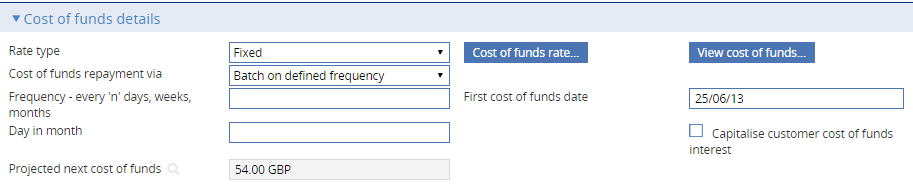 Cost of funds details
Rate type
Fixed
Cost of funds rate...
View cost of funds...
Cost of funds repayment via
Batch on defined frequency
Frequency - every 'n' days, weeks,
months
First cost of funds date
25/06/13
Day in month
Capitalise customer cost of funds
interest
Projected next cost of funds
54.00 GBP